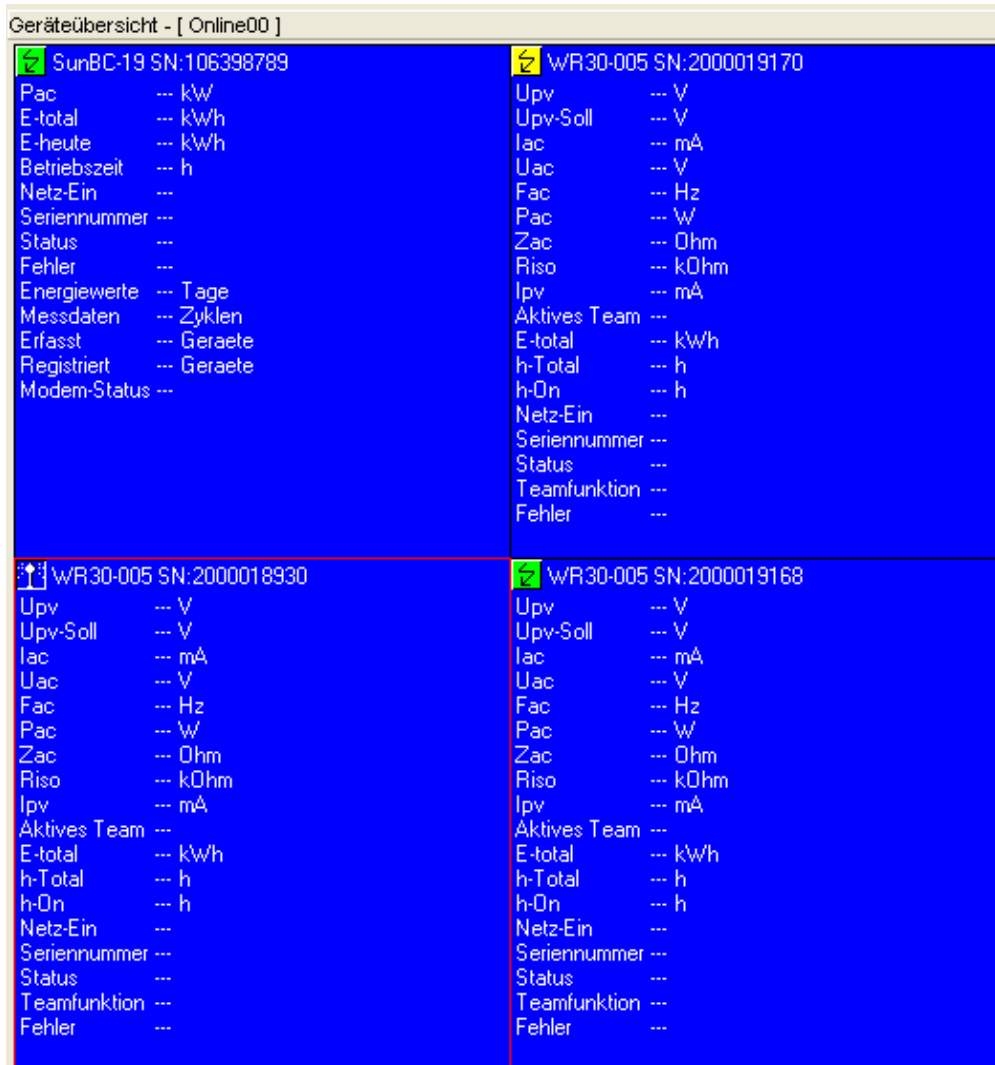 Geräteübersicht - [ Online00 ]
SunBC-19 SN:106398789
Pac --- kW
E-total --- kWh
E-heute --- kWh
Betriebszeit --- h
Netz-Ein ---
Seriennummer ---
Status ---
Fehler ---
Energiewerte --- Tage
Messdaten --- Zyklen
Erfasst --- Geraete
Registriert --- Geraete
Modem-Status ---
WR30-005 SN:2000019170
Upv --- V
Upv-Soll --- V
Iac --- mA
Uac --- V
Fac --- Hz
Pac --- W
Zac --- Ohm
Riso --- kOhm
Ipv --- mA
Aktives Team ---
E-total --- kWh
h-Total --- h
h-On --- h
Netz-Ein ---
Seriennummer ---
Status ---
Teamfunktion ---
Fehler ---
WR30-005 SN:2000018930
Upv --- V
Upv-Soll --- V
Iac --- mA
Uac --- V
Fac --- Hz
Pac --- W
Zac --- Ohm
Riso --- kOhm
Ipv --- mA
Aktives Team ---
E-total --- kWh
h-Total --- h
h-On --- h
Netz-Ein ---
Seriennummer ---
Status ---
Teamfunktion ---
Fehler ---
WR30-005 SN:2000019168
Upv --- V
Upv-Soll --- V
Iac --- mA
Uac --- V
Fac --- Hz
Pac --- W
Zac --- Ohm
Riso --- kOhm
Ipv --- mA
Aktives Team ---
E-total --- kWh
h-Total --- h
h-On --- h
Netz-Ein ---
Seriennummer ---
Status ---
Teamfunktion ---
Fehler ---